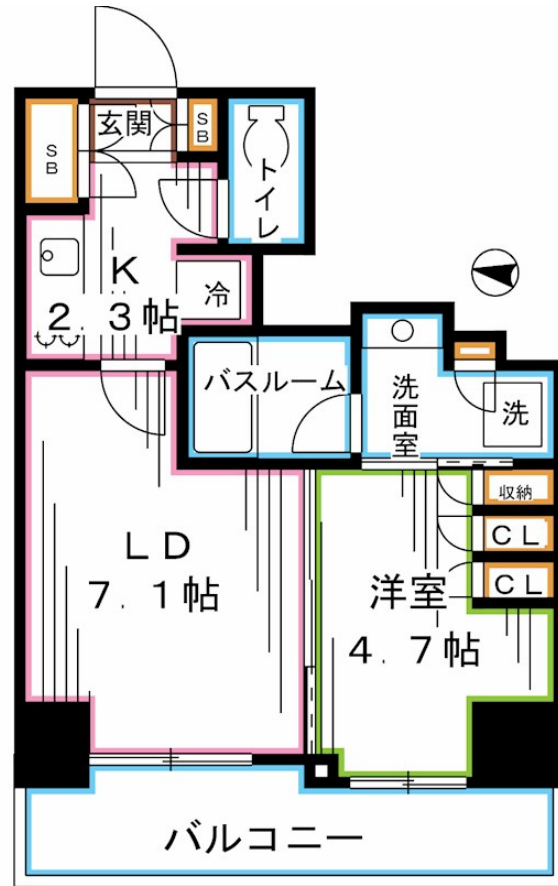 玄関
SB
SB
トイレ
K
2.3帖
冷
バスルーム
洗面室
洗
収納
CL
CL
LD
7.1帖
洋室
4.7帖
バルコニー